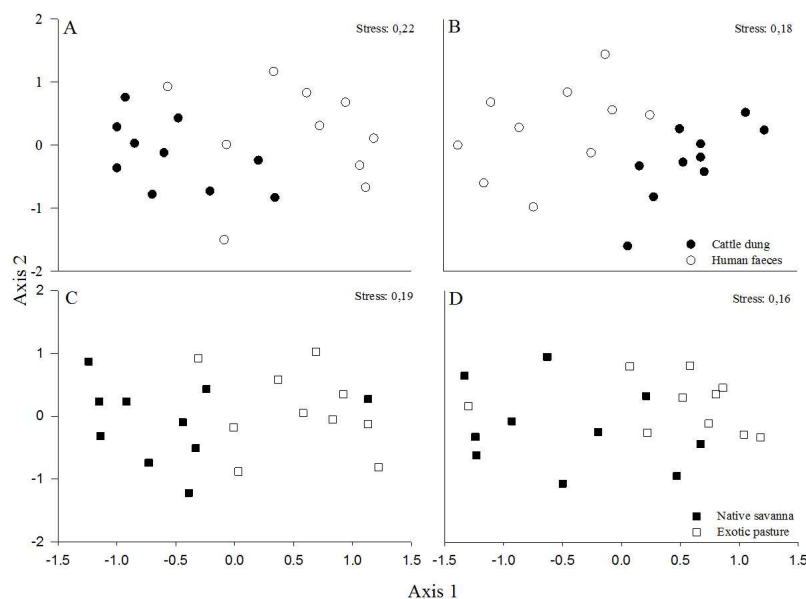 A
Stress: 0,22
B
Stress: 0,18
2
1
0
-1
-2
Cattle dung
Human faeces
Axis 2
C
Stress: 0,19
D
Stress: 0,16
2
1
0
-1
-2
Native savanna
Exotic pasture
-1.5 -1.0 -0.5 0.0 0.5 1.0 1.5
-1.5 -1.0 -0.5 0.0 0.5 1.0 1.5
Axis 1